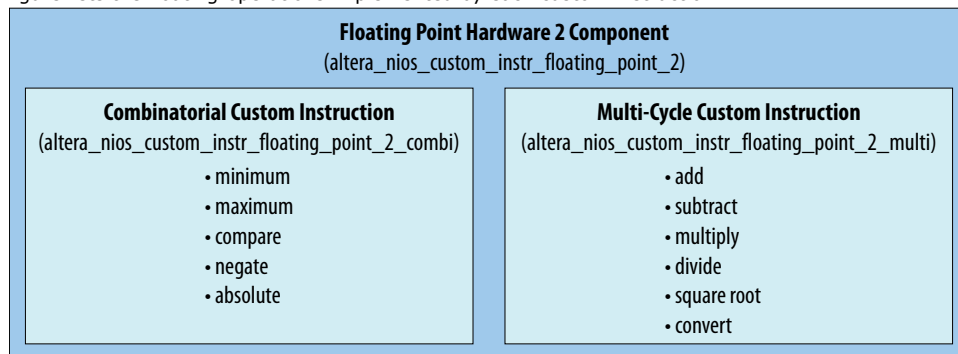 Floating Point Hardware 2 Component
(altera_nios_custom_instr_floating_point_2)
Combinatorial Custom Instruction
(altera_nios_custom_instr_floating_point_2_combi)
• minimum
• maximum
• compare
• negate
• absolute
Multi-Cycle Custom Instruction
(altera_nios_custom_instr_floating_point_2_multi)
• add
• subtract
• multiply
• divide
• square root
• convert